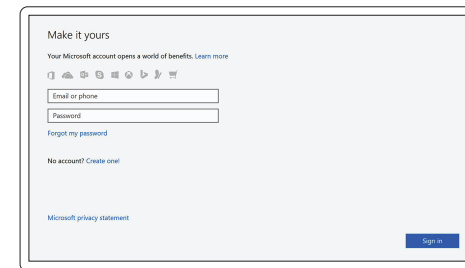 Make it yours
Your Microsoft account opens a world of benefits. Learn more
Email or phone
Password
Forgot my password
No account? Create one!
Microsoft privacy statement
Sign in